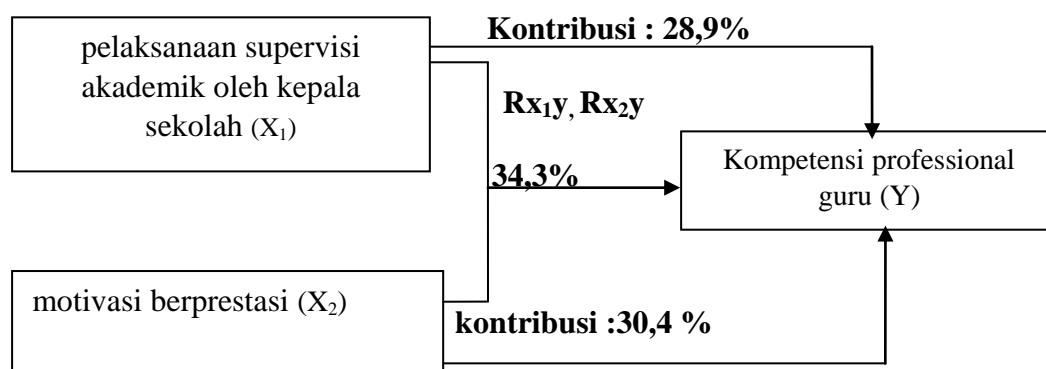 Kontribusi : 28,9%
pelaksanaan supervisi
akademik oleh kepala
sekolah (X₁)
Rx₁y, Rx₂y
34,3%
Kompetensi professional
guru (Y)
motivasi berprestasi (X₂)
kontribusi :30,4 %